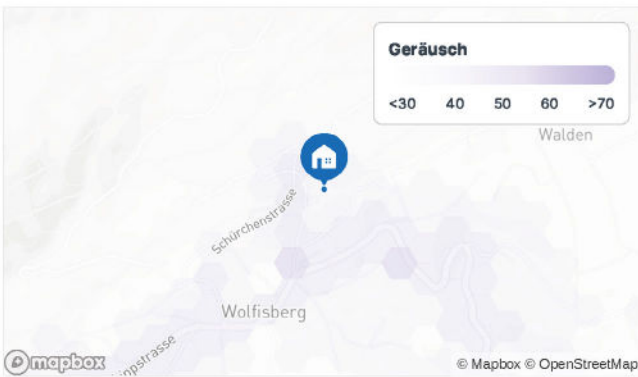 Geräusch
<30 40 50 60 >70
Walden
Schürchenstrasse
Wolfisberg
mapbox
© Mapbox © OpenStreetMap